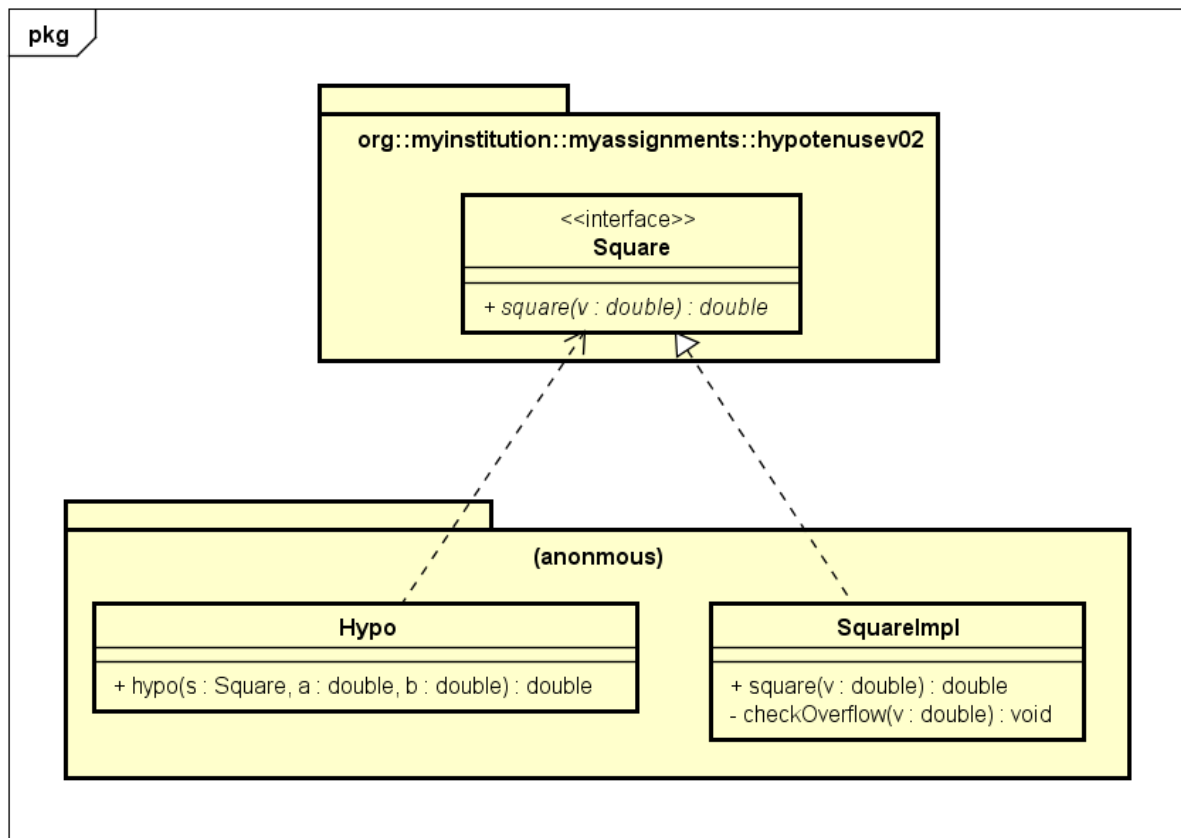 pkg
org::myinstitution::myassignments::hypotenusev02
<<interface>>
Square
+ square(v : double) : double
(anonmous)
Hypo
+ hypo(s : Square, a : double, b : double) : double
SquareImpl
+ square(v : double) : double
- checkOverflow(v : double) : void